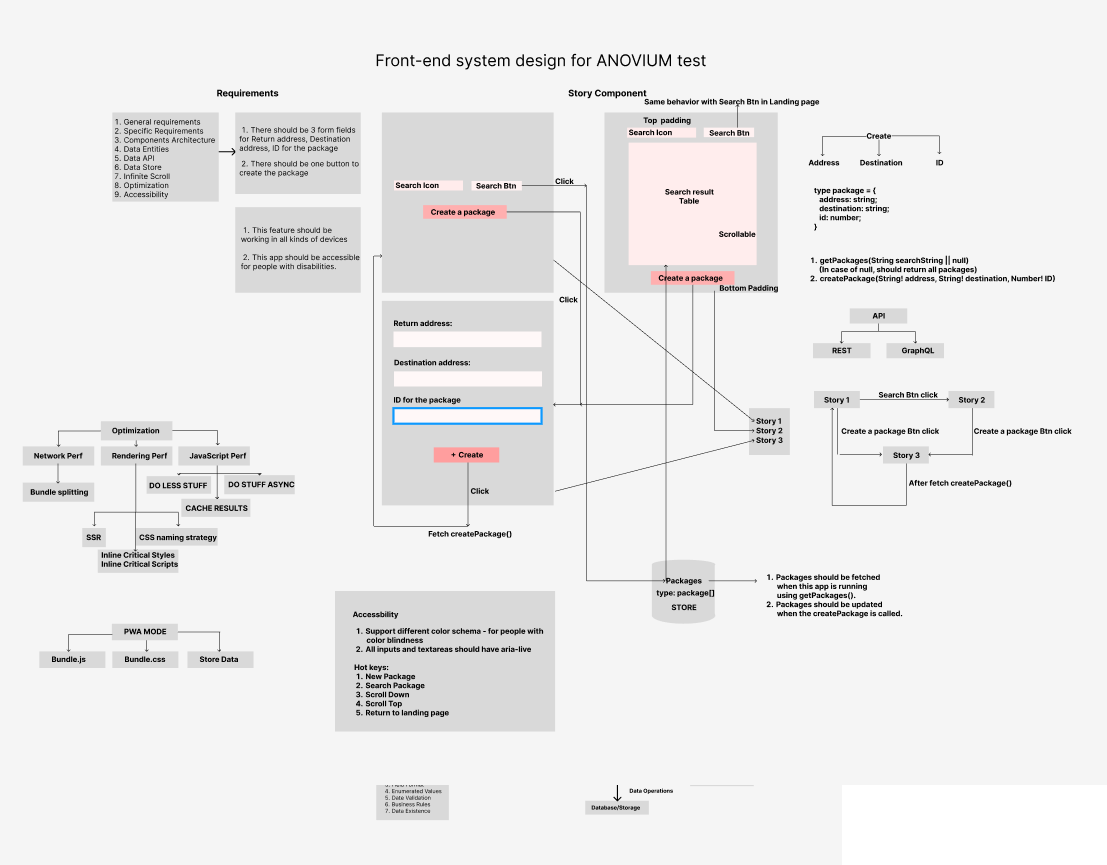 Front-end system design for ANOVIUM test
Requirements
1. General requirements
2. Specific Requirements
3. Components Architecture
4. Data Entities
5. Data API
6. Data Store
7. Infinite Scroll
8. Optimization
9. Accessibility
1. There should be 3 form fields
for Return address, Destination
address, ID for the package
2. There should be one button to
create the package
1. This feature should be
working in all kinds of devices
2. This app should be accessible
for people with disabilities.
Story Component
Same behavior with Search Btn in Landing page
Search Icon
Search Btn
Click
Create a package
Top padding
Search Icon
Search Btn
Search result
Table
Scrollable
Create a package
Bottom Padding
Click
Return address:
Destination address:
ID for the package
+ Create
Click
Fetch createPackage()
Story 1
Story 2
Story 3
Create
Address
Destination
ID
type package = {
address: string;
destination: string;
id: number;
}
1. getPackages(String searchString || null)
(In case of null, should return all packages)
2. createPackage(String! address, String! destination, Number! ID)
API
REST
GraphQL
Story 1
Search Btn click
Story 2
Create a package Btn click
Create a package Btn click
Story 3
After fetch createPackage()
Optimization
Network Perf
Rendering Perf
JavaScript Perf
Bundle splitting
DO LESS STUFF
DO STUFF ASYNC
CACHE RESULTS
SSR
CSS naming strategy
Inline Critical Styles
Inline Critical Scripts
Packages
type: package[]
STORE
1. Packages should be fetched
when this app is running
using getPackages().
2. Packages should be updated
when the createPackage is called.
PWA MODE
Bundle.js
Bundle.css
Store Data
Accessbility
1. Support different color schema - for people with
color blindness
2. All inputs and textareas should have aria-live
Hot keys:
1. New Package
2. Search Package
3. Scroll Down
4. Scroll Top
5. Return to landing page
4. Enumerated Values
5. Data Validation
6. Business Rules
7. Data Existence
Data Operations
Database/Storage